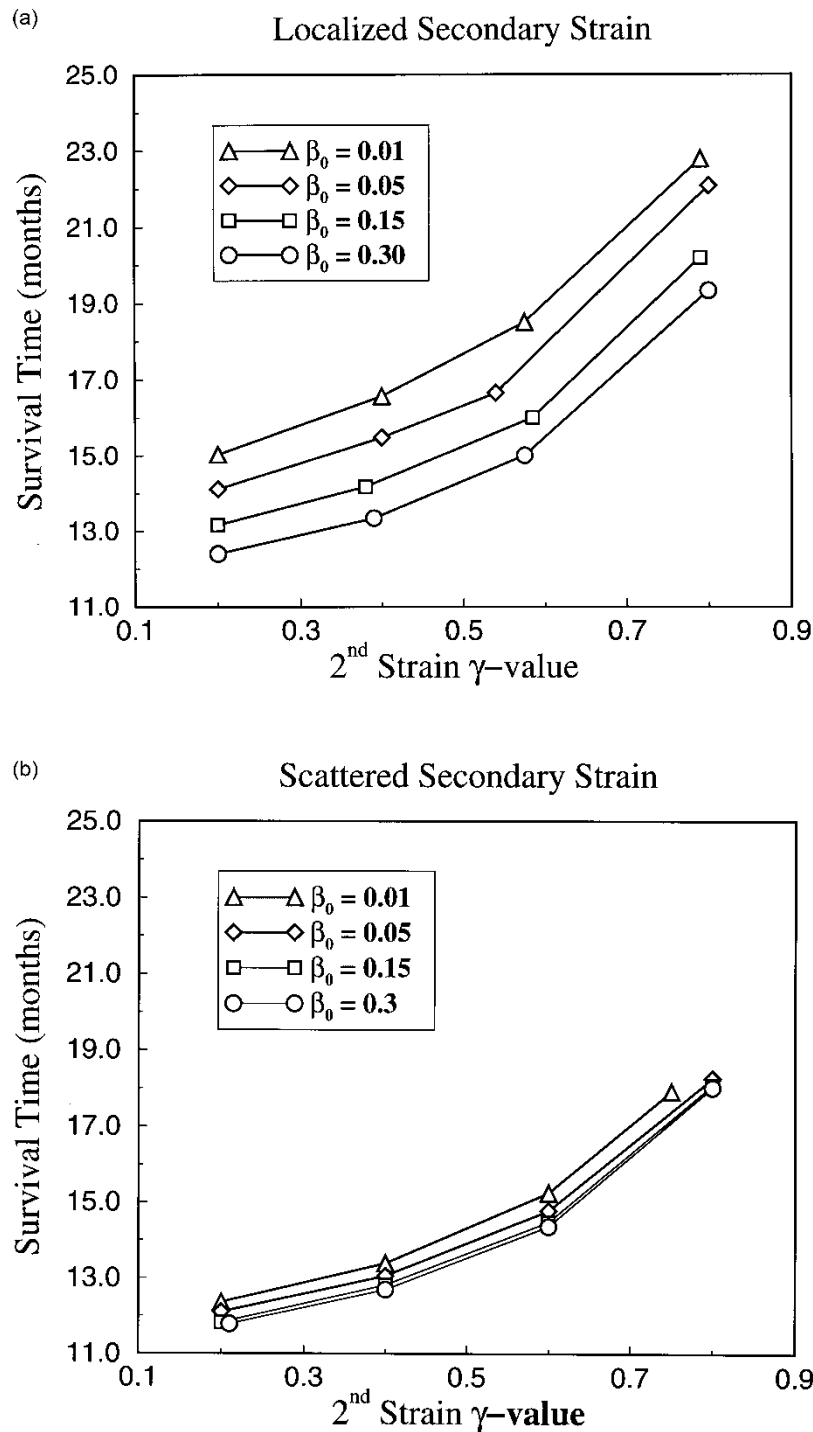 (a)
Localized Secondary Strain
25.0
23.0
21.0
19.0
17.0
15.0
13.0
11.0
Survival Time (months)
β0 = 0.01
β0 = 0.05
β0 = 0.15
β0 = 0.30
0.1 0.3 0.5 0.7 0.9
2nd Strain γ–value
(b)
Scattered Secondary Strain
25.0
23.0
21.0
19.0
17.0
15.0
13.0
11.0
Survival Time (months)
β0 = 0.01
β0 = 0.05
β0 = 0.15
β0 = 0.3
0.1 0.3 0.5 0.7 0.9
2nd Strain γ–value